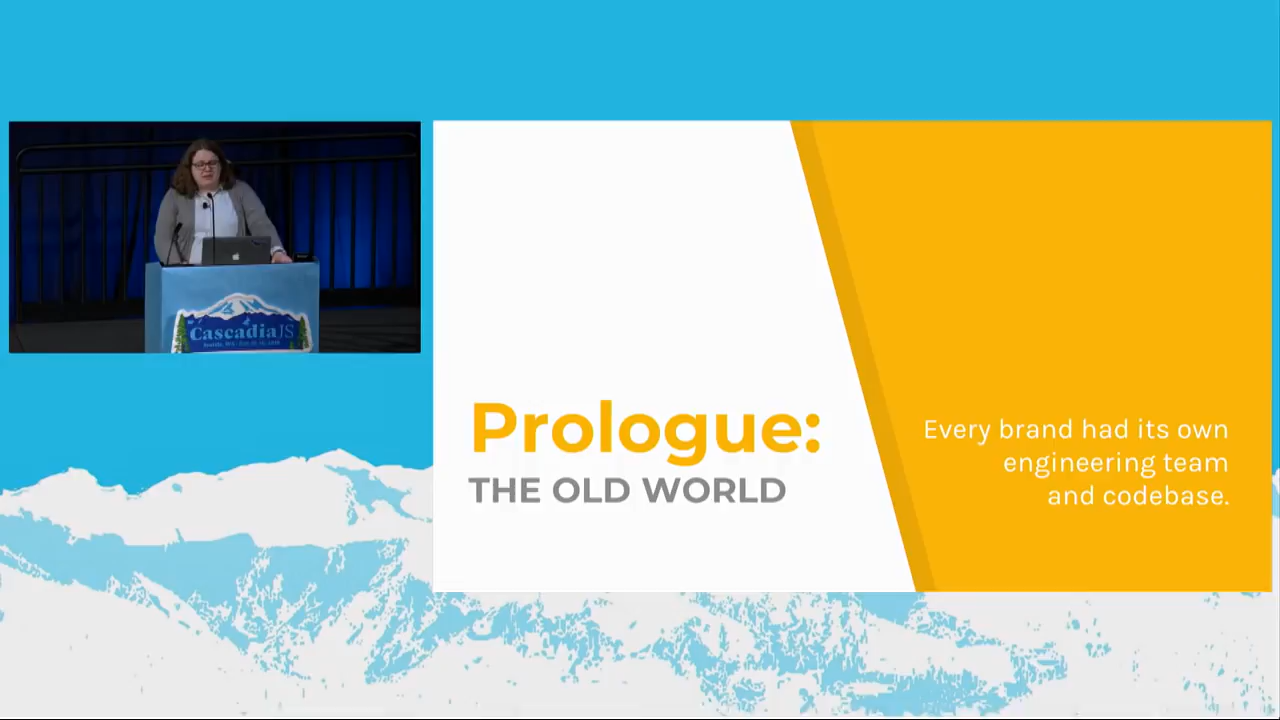 CascadiaJS
Prologue:
THE OLD WORLD
Every brand had its own
engineering team
and codebase.